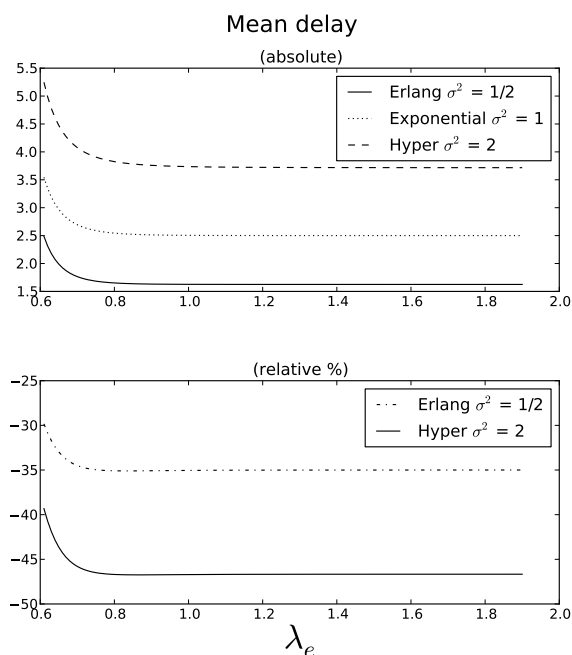 Mean delay
(absolute)
5.5
5.0
4.5
4.0
3.5
3.0
2.5
2.0
1.5
Erlang σ² = 1/2
Exponential σ² = 1
Hyper σ² = 2
0.6 0.8 1.0 1.2 1.4 1.6 1.8 2.0
(relative %)
−25
−30
−35
−40
−45
−50
Erlang σ² = 1/2
Hyper σ² = 2
0.6 0.8 1.0 1.2 1.4 1.6 1.8 2.0
λₑ